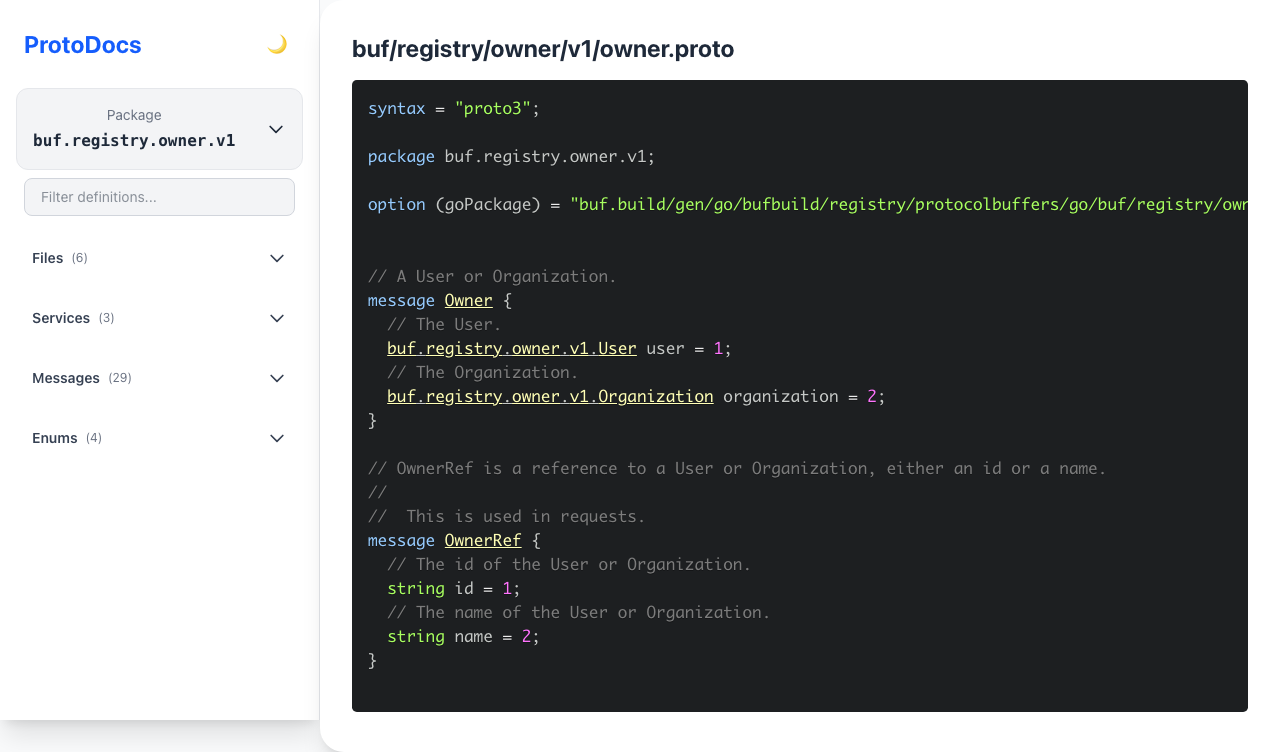 ProtoDocs
🌙
Package
buf.registry.owner.v1
Filter definitions...
Files (6)
Services (3)
Messages (29)
Enums (4)
buf/registry/owner/v1/owner.proto
syntax = "proto3";
package buf.registry.owner.v1;
option (goPackage) = "buf.build/gen/go/bufbuild/registry/protocolbuffers/go/buf/registry/owr
// A User or Organization.
message Owner {
  // The User.
  buf.registry.owner.v1.User user = 1;
  // The Organization.
  buf.registry.owner.v1.Organization organization = 2;
}
// OwnerRef is a reference to a User or Organization, either an id or a name.
//
//  This is used in requests.
message OwnerRef {
  // The id of the User or Organization.
  string id = 1;
  // The name of the User or Organization.
  string name = 2;
}